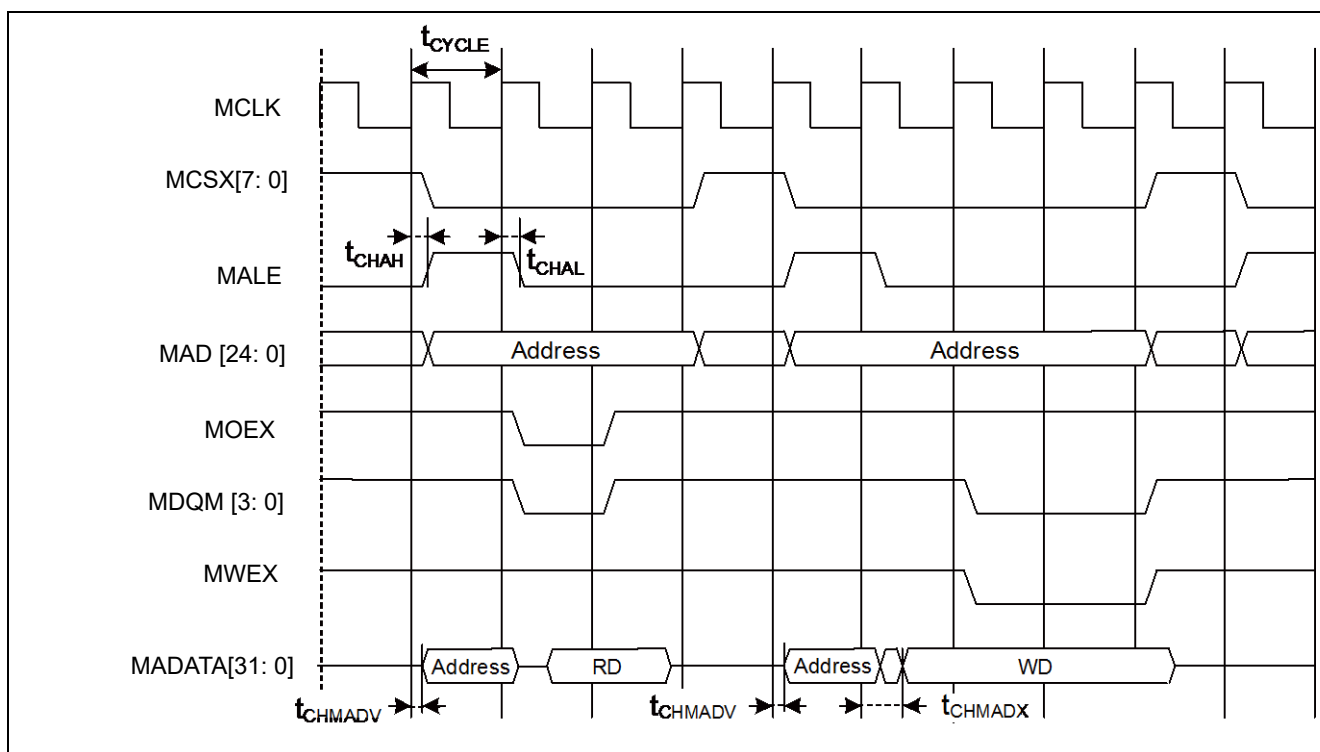 tCYCLE
MCLK
MCSX[7: 0]
tCHAH
tCHAL
MALE
MAD [24: 0]
Address
Address
MOEX
MDQM [3: 0]
MWEX
MADATA[31: 0]
Address
RD
Address
WD
tCHMADV
tCHMADV
tCHMADX